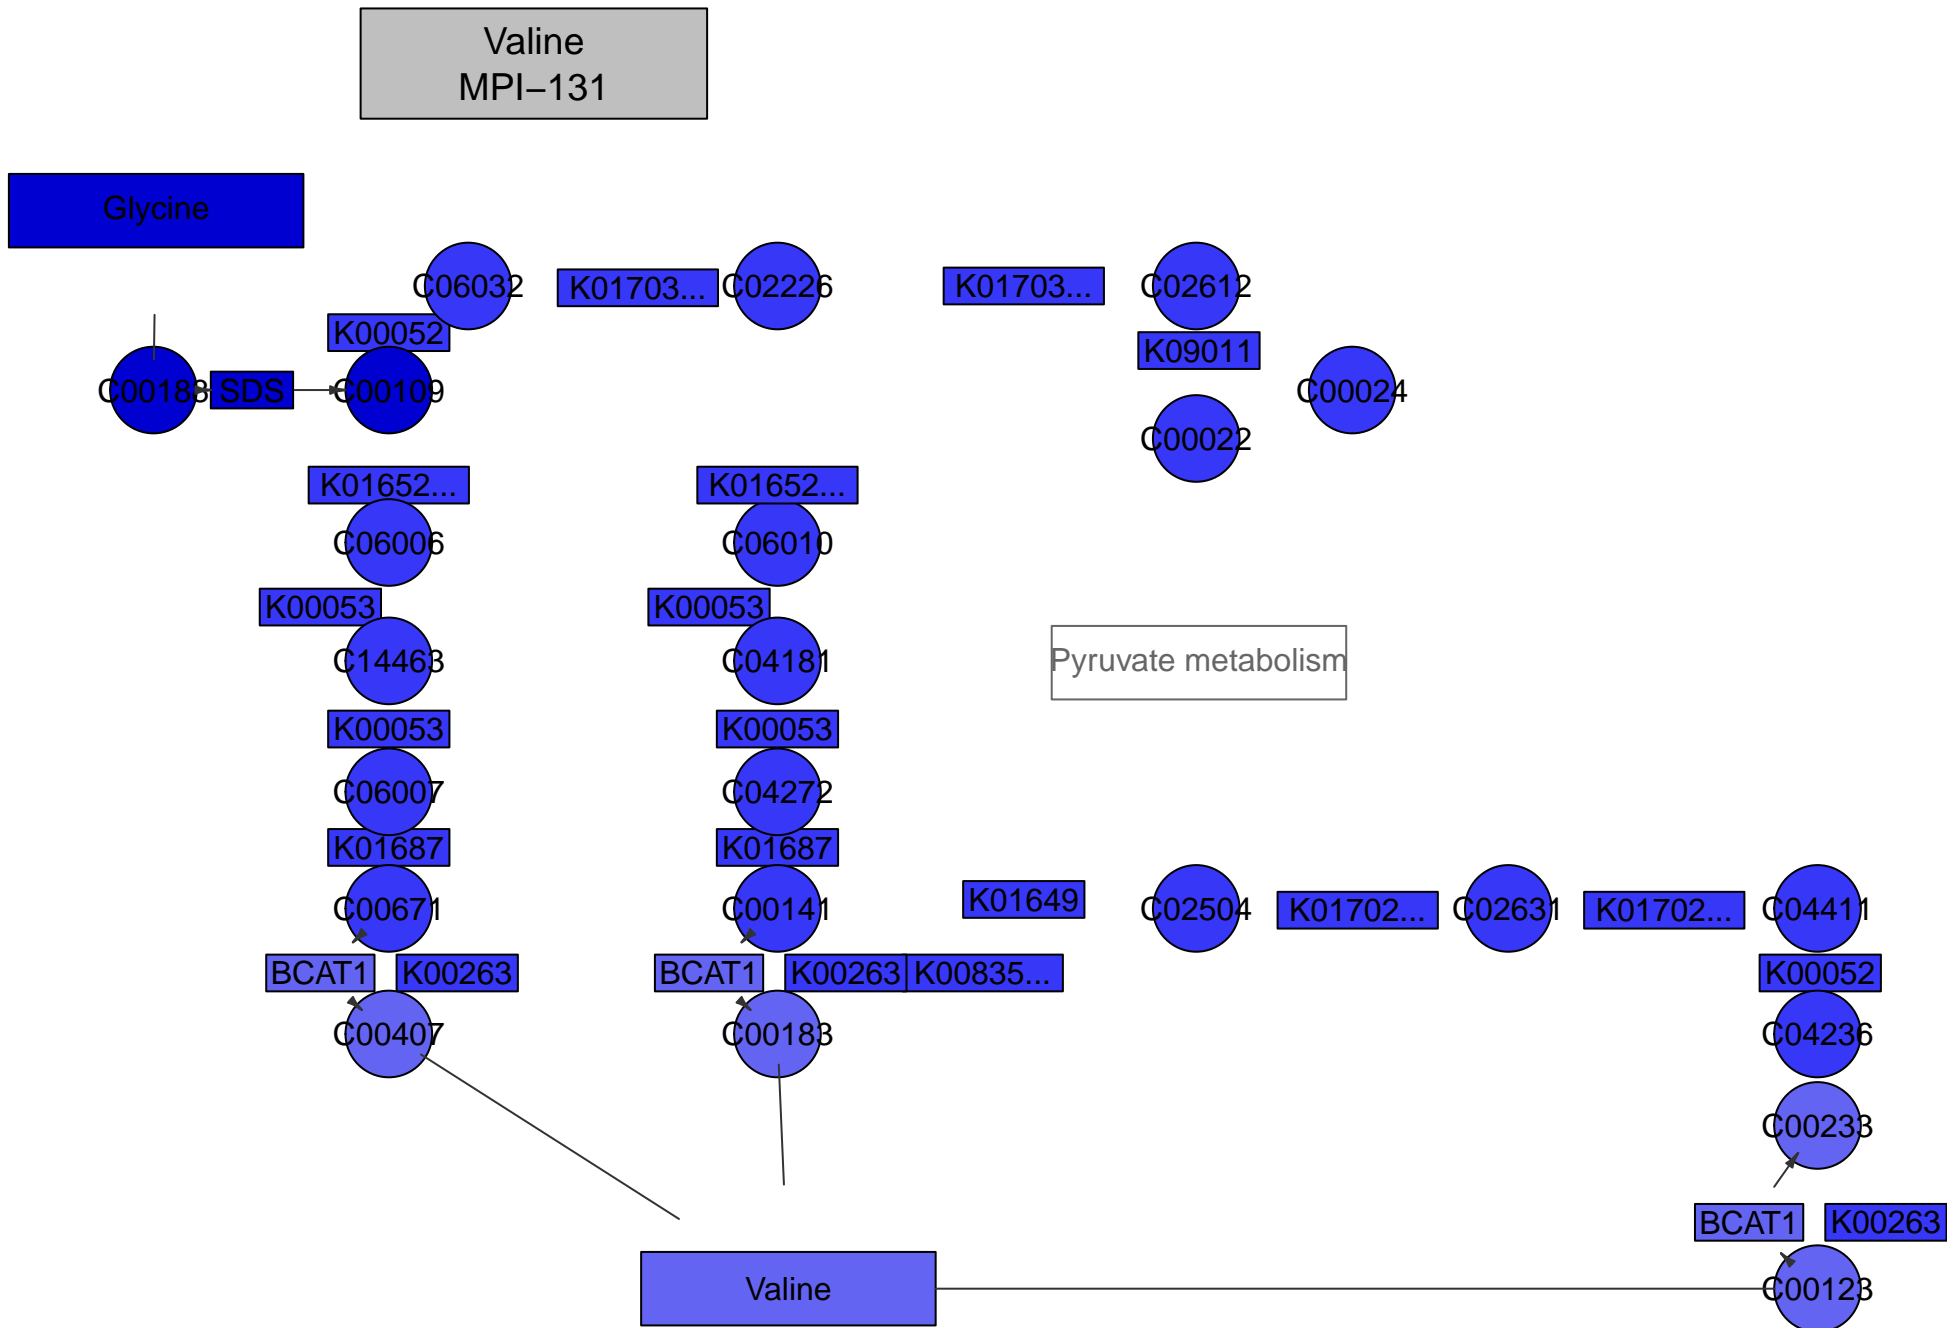 Valine
MPI−131
Glycine
C06032
K01703...
C02226
K01703...
C02612
K00052
K09011
C00188
SDS
C00109
C00024
C00022
K01652...
K01652...
C06006
C06010
K00053
K00053
C14463
C04181
Pyruvate metabolism
K00053
K00053
C06007
C04272
K01687
K01687
C00671
C00141
K01649
C02504
K01702...
C02631
K01702...
C04411
BCAT1
K00263
BCAT1
K00263
K00835...
K00052
C00407
C00183
C04236
C00233
BCAT1
K00263
Valine
C00123